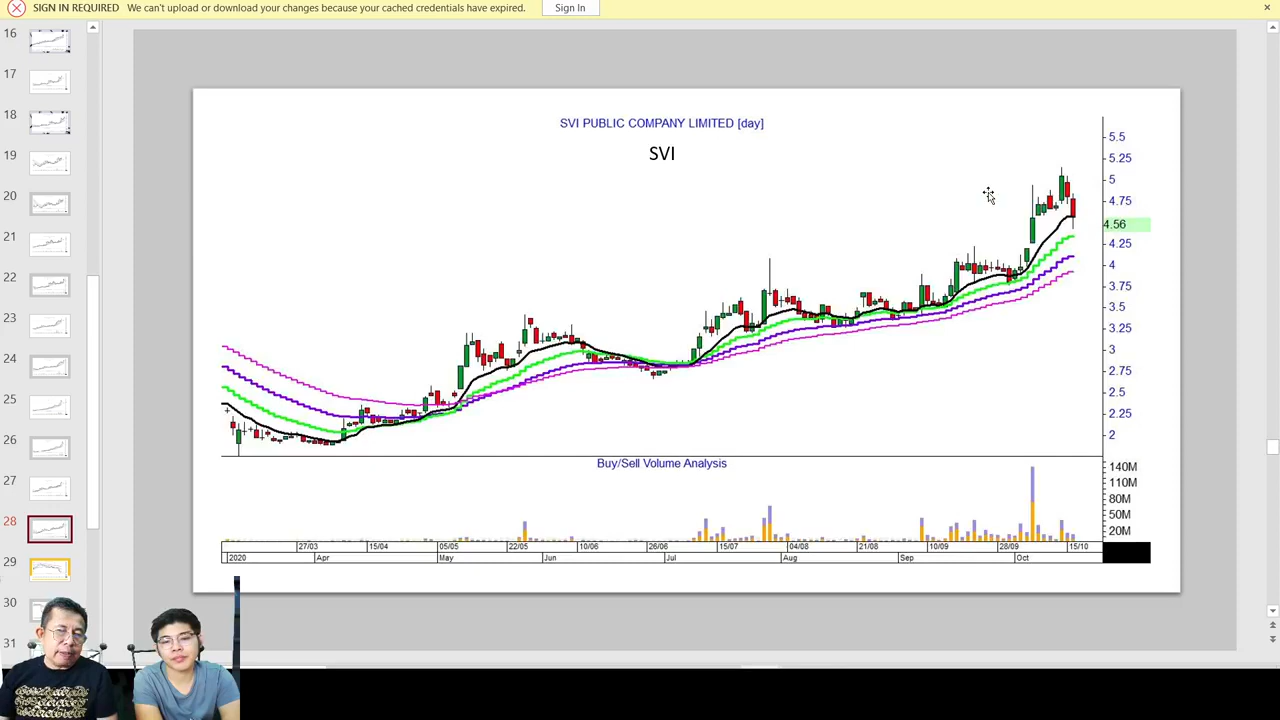 SIGN IN REQUIRED We can't upload or download your changes because your cached credentials have expired. Sign In
16
17
18
19
20
21
22
23
24
25
26
27
28
29
30
31
SVI PUBLIC COMPANY LIMITED [day]
SVI
5.5
5.25
5
4.75
4.56
4.25
4
3.75
3.5
3.25
3
2.75
2.5
2.25
2
Buy/Sell Volume Analysis
140M
110M
80M
50M
20M
27/03 15/04 05/05 22/05 10/06 26/06 15/07 04/08 21/08 10/09 28/09 15/10
2020 Apr May Jun Jul Aug Sep Oct